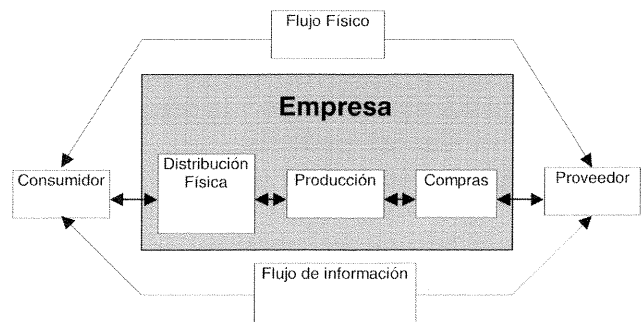 Flujo Físico
Empresa
Consumidor
Distribución
Física
Producción
Compras
Proveedor
Flujo de información